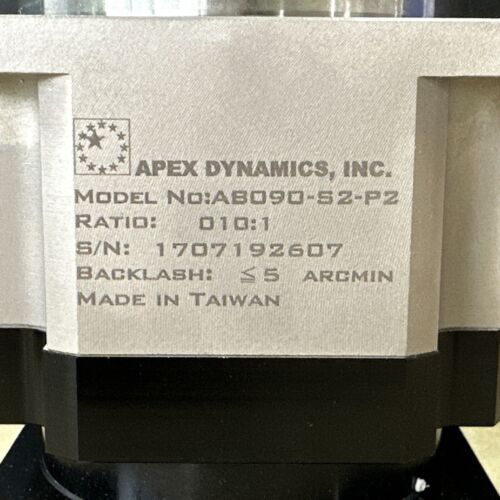 APEX DYNAMICS, INC.
MODEL NO:AB090-S2-P2
RATIO: 010:1
S/N: 1707192607
BACKLASH: ≦5 ARCMIN
MADE IN TAIWAN